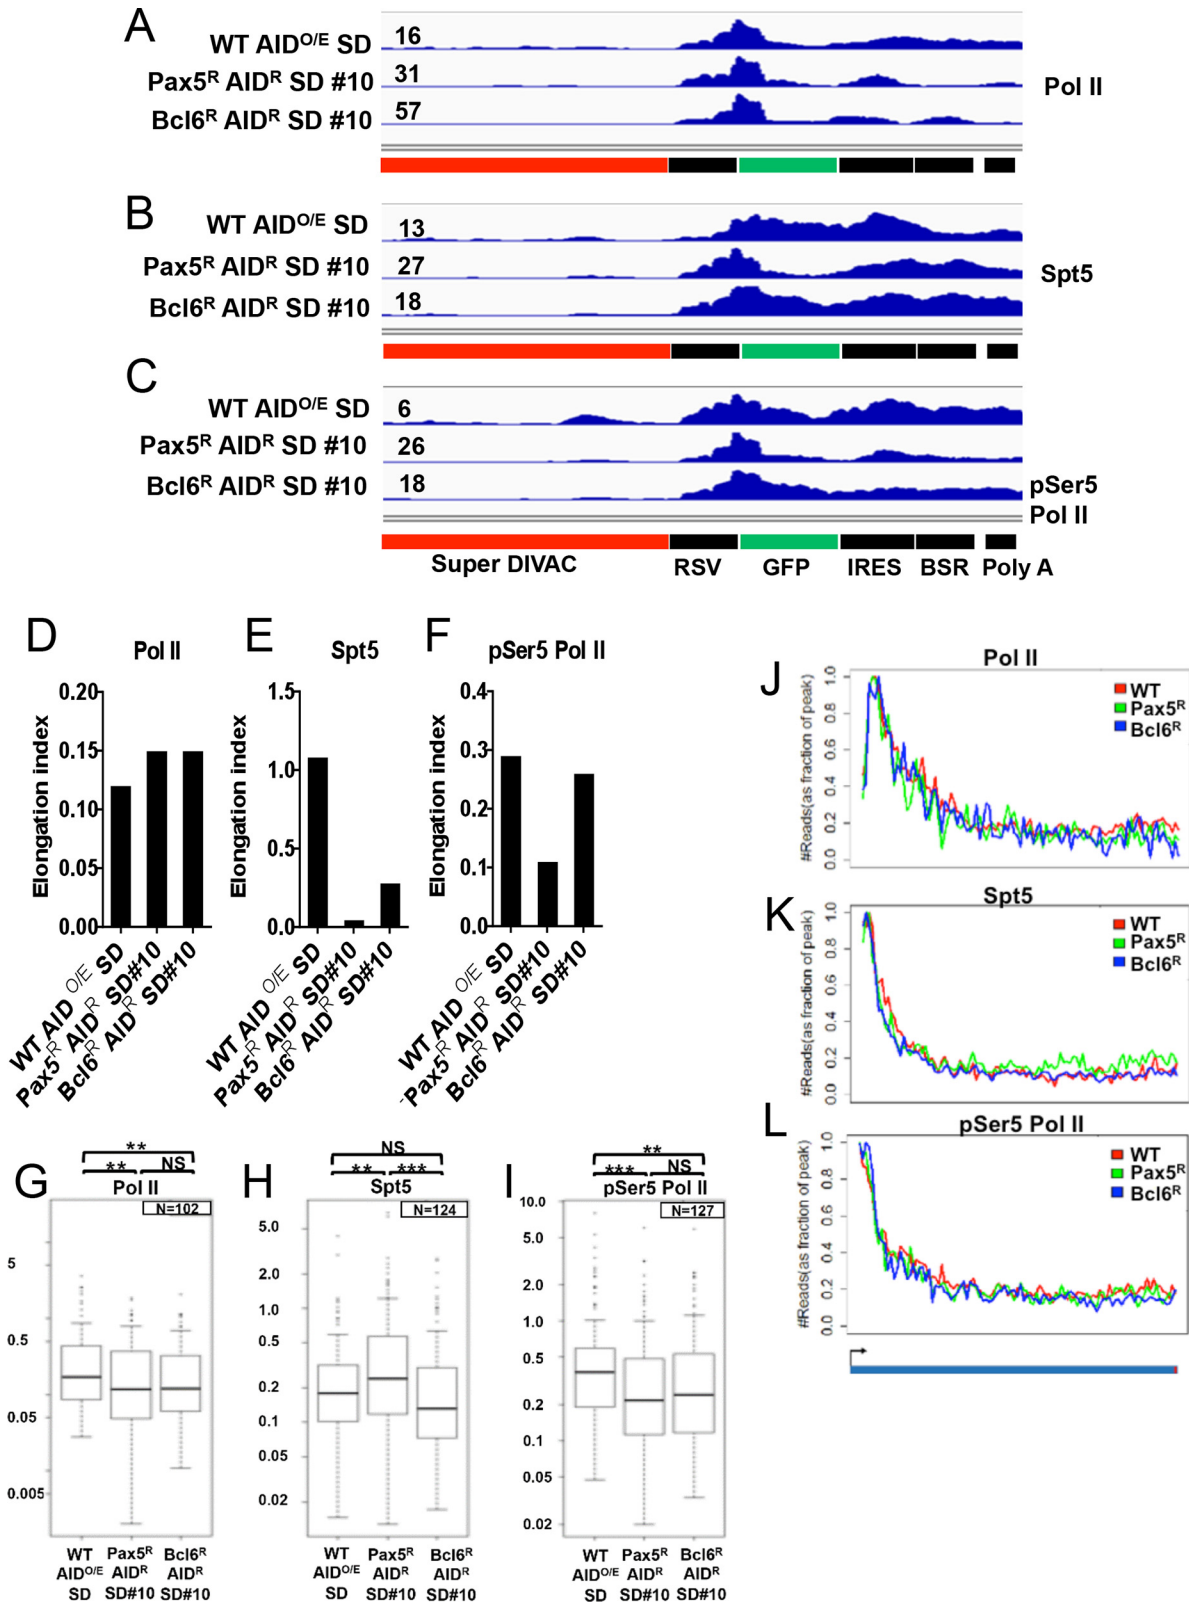 A
WT AID^O/E SD 16
Pax5^R AID^R SD #10 31
Bcl6^R AID^R SD #10 57
Pol II
B
WT AID^O/E SD 13
Pax5^R AID^R SD #10 27
Bcl6^R AID^R SD #10 18
Spt5
C
WT AID^O/E SD 6
Pax5^R AID^R SD #10 26
Bcl6^R AID^R SD #10 18
pSer5
Pol II
Super DIVAC RSV GFP IRES BSR Poly A
D
Pol II
Elongation index
0.20
0.15
0.10
0.05
0.00
WT AID^O/E SD
Pax5^R AID^R SD#10
Bcl6^R AID^R SD#10
E
Spt5
Elongation index
1.5
1.0
0.5
0.0
WT AID^O/E SD
Pax5^R AID^R SD#10
Bcl6^R AID^R SD#10
F
pSer5 Pol II
Elongation index
0.4
0.3
0.2
0.1
0.0
WT AID^O/E SD
-Pax5^R AID^R SD#10
Bcl6^R AID^R SD#10
G
**
** NS
Pol II
N=102
5
0.5
0.05
0.005
WT AID^O/E SD
Pax5^R AID^R SD#10
Bcl6^R AID^R SD#10
H
NS
** ***
Spt5
N=124
5.0
2.0
1.0
0.5
0.2
0.1
0.05
0.02
WT AID^O/E SD
Pax5^R AID^R SD#10
Bcl6^R AID^R SD#10
I
**
*** NS
pSer5 Pol II
N=127
10.0
5.0
2.0
1.0
0.5
0.2
0.1
0.05
0.02
WT AID^O/E SD
Pax5^R AID^R SD#10
Bcl6^R AID^R SD#10
J
Pol II
#Reads(as fraction of peak)
1.0
0.8
0.6
0.4
0.2
0.0
WT
Pax5^R
Bcl6^R
K
Spt5
#Reads(as fraction of peak)
1.0
0.8
0.6
0.4
0.2
0.0
WT
Pax5^R
Bcl6^R
L
pSer5 Pol II
#Reads(as fraction of peak)
1.0
0.8
0.6
0.4
0.2
0.0
WT
Pax5^R
Bcl6^R